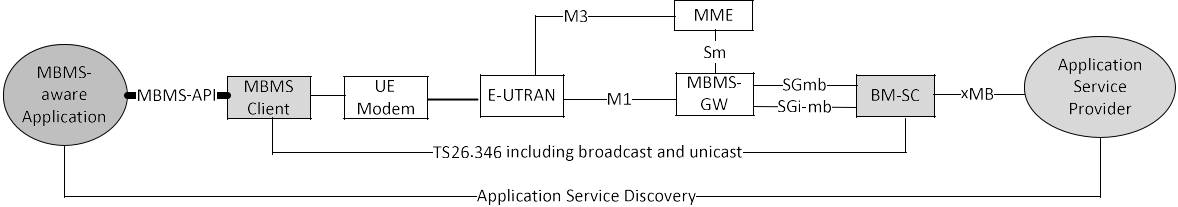 M3
MME
Sm
MBMS-
aware
Application
MBMS-API
MBMS
Client
UE
Modem
E-UTRAN
M1
MBMS-
GW
SGmb
SGi-mb
BM-SC
xMB
Application
Service
Provider
TS26.346 including broadcast and unicast
Application Service Discovery